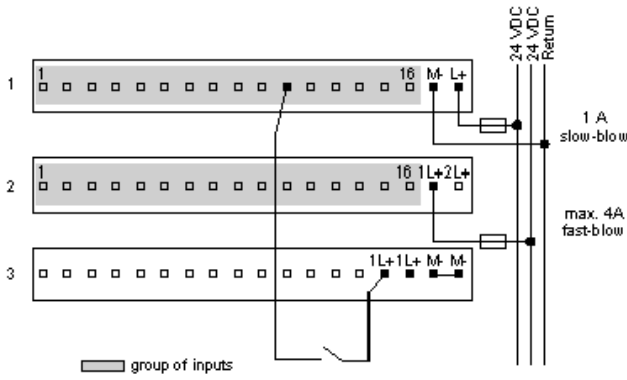 24 VDC
24 VDC
Return
1
1 16 M- L+
1 A
slow-blow
2
1 16 1L+ 2L+
max. 4A
fast-blow
3
1L+ 1L+ M- M-
group of inputs